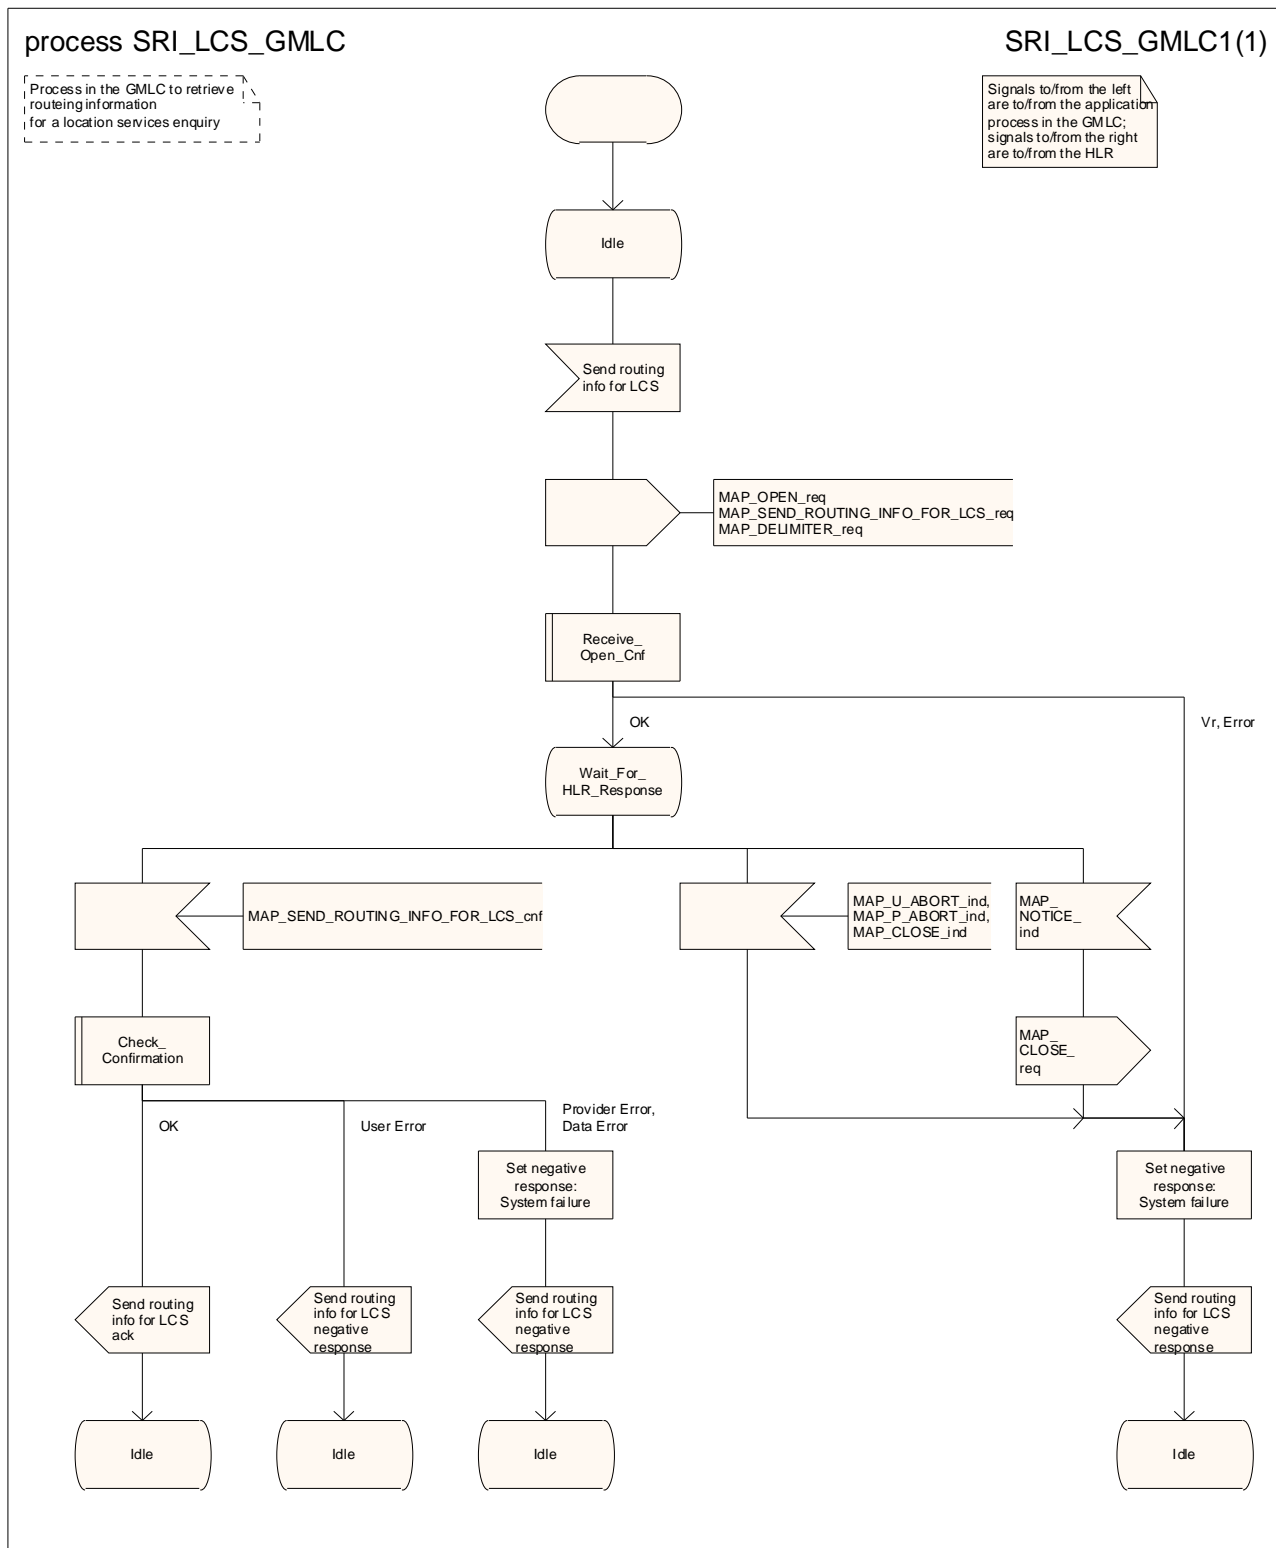 process SRI_LCS_GMLC
SRI_LCS_GMLC1(1)
Process in the GMLC to retrieve
routeing information
for a location services enquiry
Signals to/from the left
are to/from the application
process in the GMLC;
signals to/from the right
are to/from the HLR
Idle
Send routing
info for LCS
MAP_OPEN_req
MAP_SEND_ROUTING_INFO_FOR_LCS_req
MAP_DELIMITER_req
Receive_
Open_Cnf
OK
Vr, Error
Wait_For_
HLR_Response
MAP_SEND_ROUTING_INFO_FOR_LCS_cnf
MAP_U_ABORT_ind,
MAP_P_ABORT_ind,
MAP_CLOSE_ind
MAP_
NOTICE_
ind
Check_
Confirmation
MAP_
CLOSE_
req
OK
User Error
Provider Error,
Data Error
Set negative
response:
System failure
Set negative
response:
System failure
Send routing
info for LCS
ack
Send routing
info for LCS
negative
response
Send routing
info for LCS
negative
response
Send routing
info for LCS
negative
response
Idle
Idle
Idle
Idle